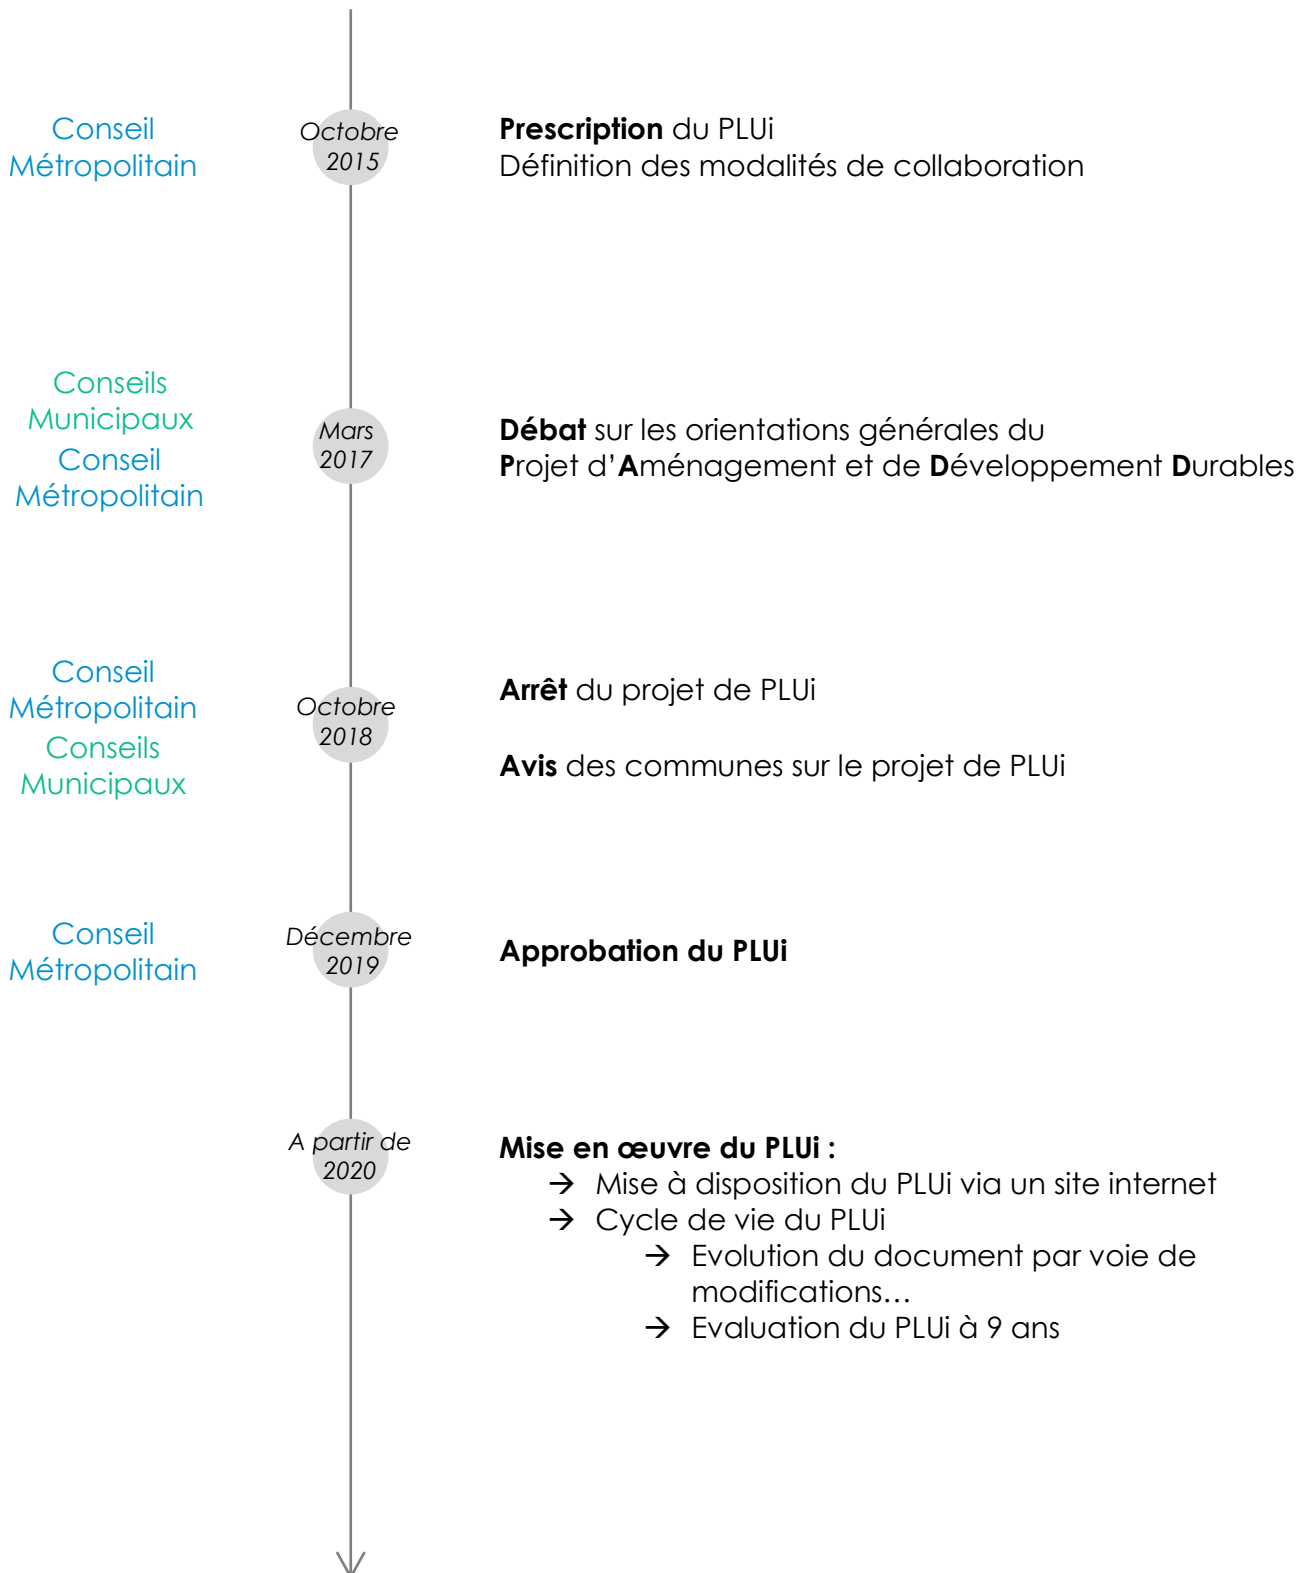 Conseil
Métropolitain
Octobre
2015
Prescription du PLUi
Définition des modalités de collaboration
Conseils
Municipaux
Conseil
Métropolitain
Mars
2017
Débat sur les orientations générales du
Projet d’Aménagement et de Développement Durables
Conseil
Métropolitain
Conseils
Municipaux
Octobre
2018
Arrêt du projet de PLUi
Avis des communes sur le projet de PLUi
Conseil
Métropolitain
Décembre
2019
Approbation du PLUi
A partir de
2020
Mise en œuvre du PLUi :
→ Mise à disposition du PLUi via un site internet
→ Cycle de vie du PLUi
→ Evolution du document par voie de
modifications…
→ Evaluation du PLUi à 9 ans